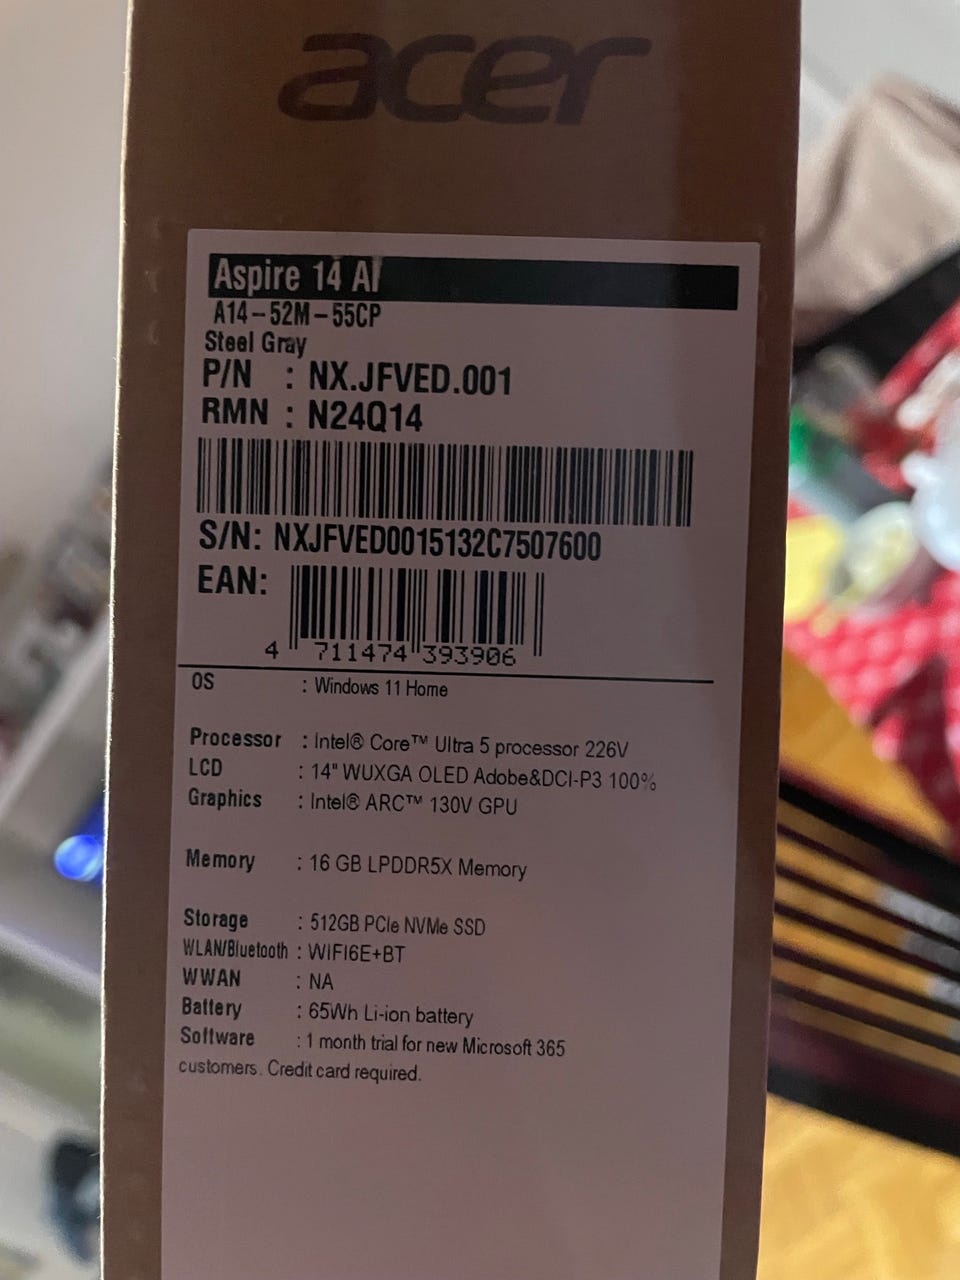 acer
Aspire 14 AI
A14-52M-55CP
Steel Gray
P/N : NX.JFVED.001
RMN : N24Q14
S/N: NXJFVED0015132C7507600
EAN:
4 711474 393906
OS : Windows 11 Home
Processor : Intel® Core™ Ultra 5 processor 226V
LCD : 14" WUXGA OLED Adobe&DCI-P3 100%
Graphics : Intel® ARC™ 130V GPU
Memory : 16 GB LPDDR5X Memory
Storage : 512GB PCIe NVMe SSD
WLAN/Bluetooth : WIFI6E+BT
WWAN : NA
Battery : 65Wh Li-ion battery
Software : 1 month trial for new Microsoft 365
customers. Credit card required.